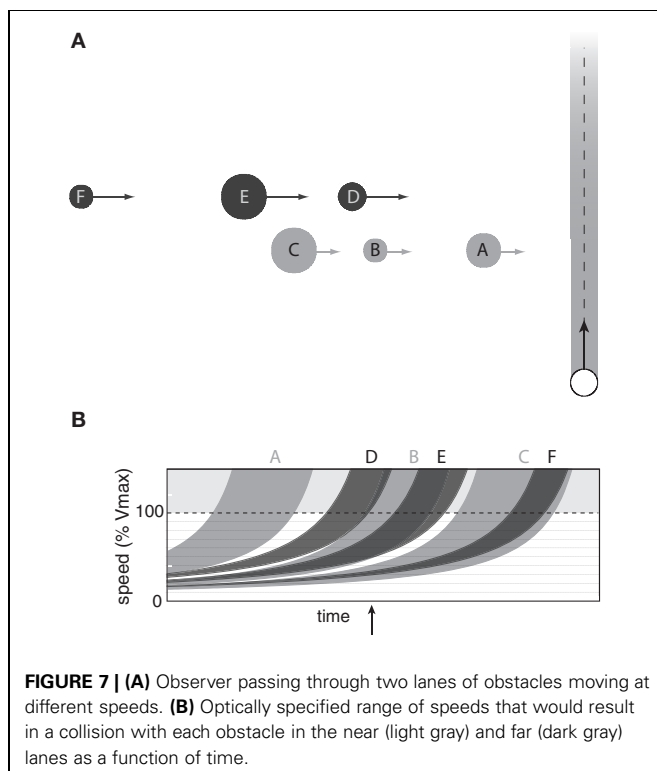 A
F
E
D
C
B
A
B
A
D
B
E
C
F
speed (% Vmax)
100
0
time
FIGURE 7 | (A) Observer passing through two lanes of obstacles moving at
different speeds. (B) Optically specified range of speeds that would result
in a collision with each obstacle in the near (light gray) and far (dark gray)
lanes as a function of time.